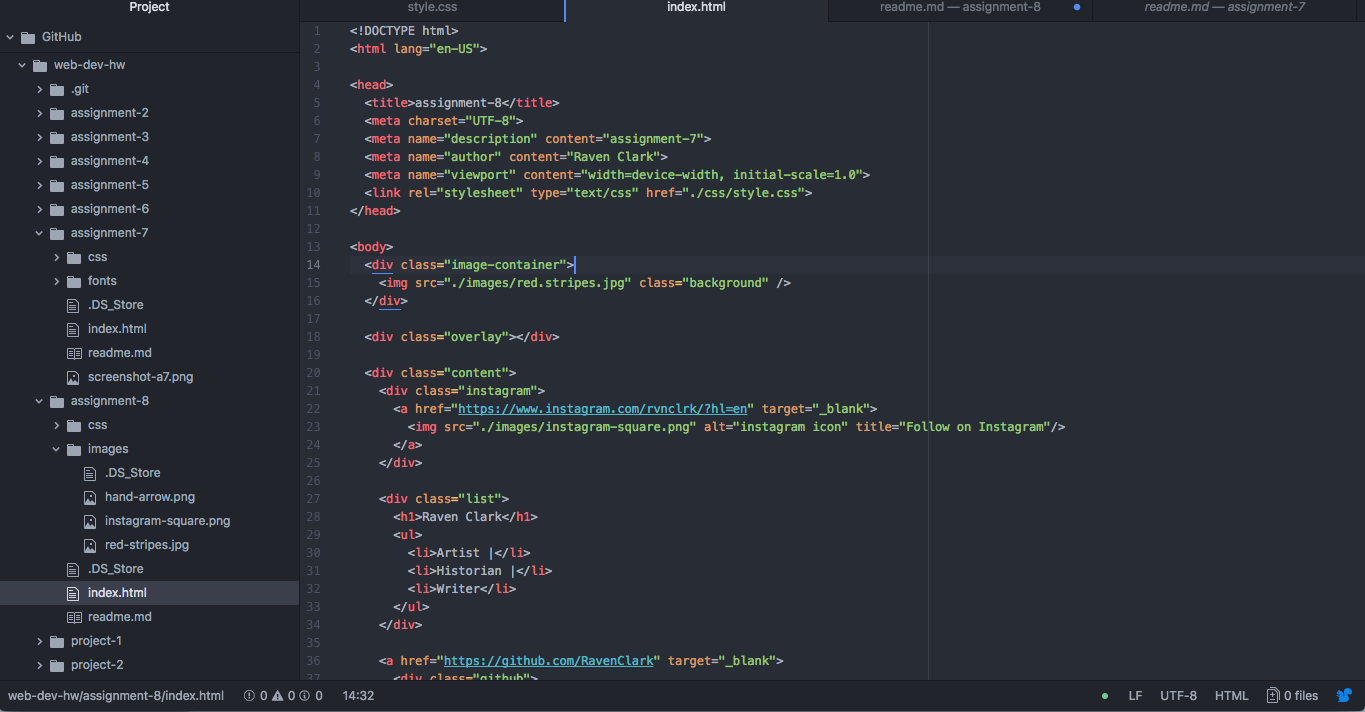 Project
GitHub
web-dev-hw
.git
assignment-2
assignment-3
assignment-4
assignment-5
assignment-6
assignment-7
css
fonts
.DS_Store
index.html
readme.md
screenshot-a7.png
assignment-8
css
images
.DS_Store
hand-arrow.png
instagram-square.png
red-stripes.jpg
.DS_Store
index.html
readme.md
project-1
project-2
style.css
index.html
readme.md — assignment-8
readme.md — assignment-7
1 <!DOCTYPE html>
2 <html lang="en-US">
3
4 <head>
5 <title>assignment-8</title>
6 <meta charset="UTF-8">
7 <meta name="description" content="assignment-7">
8 <meta name="author" content="Raven Clark">
9 <meta name="viewport" content="width=device-width, initial-scale=1.0">
10 <link rel="stylesheet" type="text/css" href="./css/style.css">
11 </head>
12
13 <body>
14 <div class="image-container">
15 <img src="./images/red.stripes.jpg" class="background" />
16 </div>
17
18 <div class="overlay"></div>
19
20 <div class="content">
21 <div class="instagram">
22 <a href="https://www.instagram.com/rvnclrk/?hl=en" target="_blank">
23 <img src="./images/instagram-square.png" alt="instagram icon" title="Follow on Instagram"/>
24 </a>
25 </div>
26
27 <div class="list">
28 <h1>Raven Clark</h1>
29 <ul>
30 <li>Artist |</li>
31 <li>Historian |</li>
32 <li>Writer</li>
33 </ul>
34 </div>
35
36 <a href="https://github.com/RavenClark" target="_blank">
37 <div class="github">
web-dev-hw/assignment-8/index.html 0 0 0 14:32 LF UTF-8 HTML 0 files